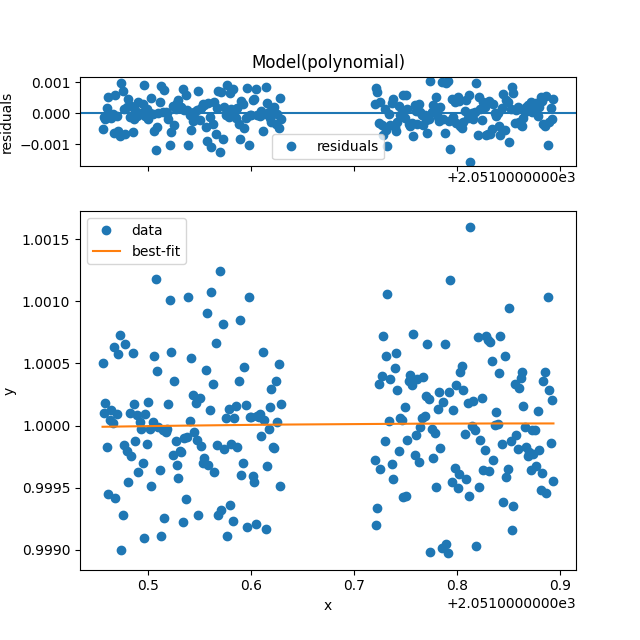 Model(polynomial)
0.001
0.000
−0.001
residuals
residuals
+2.0510000000e3
data
best-fit
1.0015
1.0010
1.0005
1.0000
0.9995
0.9990
y
0.5 0.6 0.7 0.8 0.9
x
+2.0510000000e3